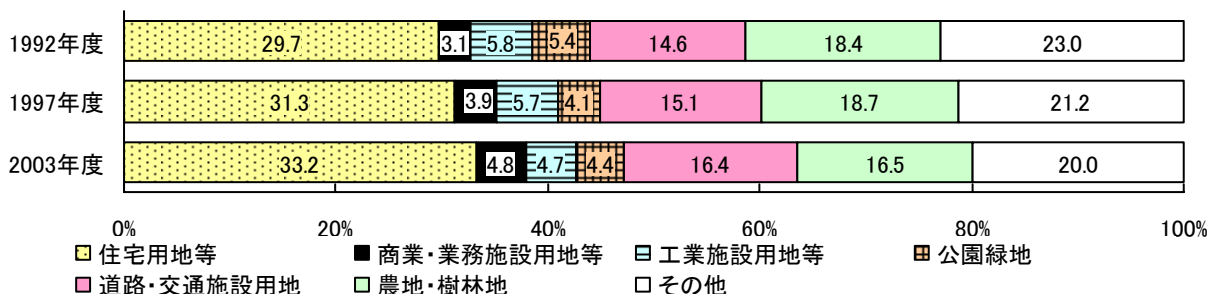 1992年度 29.7 3.1 5.8 5.4 14.6 18.4 23.0
1997年度 31.3 3.9 5.7 4.1 15.1 18.7 21.2
2003年度 33.2 4.8 4.7 4.4 16.4 16.5 20.0
0% 20% 40% 60% 80% 100%
住宅用地等 商業・業務施設用地等 工業施設用地等 公園緑地
道路・交通施設用地 農地・樹林地 その他